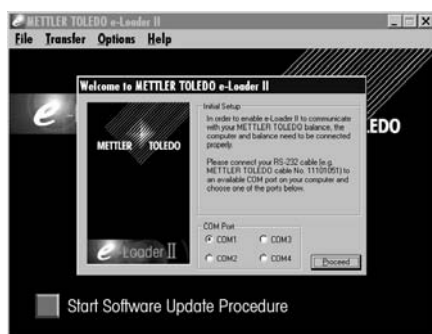 METTLER TOLEDO e-Loader II
File Transfer Options Help
e
EDO
Welcome to METTLER TOLEDO e-Loader II
METTLER TOLEDO
e-Loader II
Initial Setup
In order to enable e-Loader II to communicate
with your METTLER TOLEDO balance, the
computer and balance need to be connected
properly.
Please connect your RS-232 cable (e.g.
METTLER TOLEDO cable No. 11101051) to
an available COM port on your computer and
choose one of the ports below.
COM Port
COM1 COM3
COM2 COM4
Proceed
Start Software Update Procedure